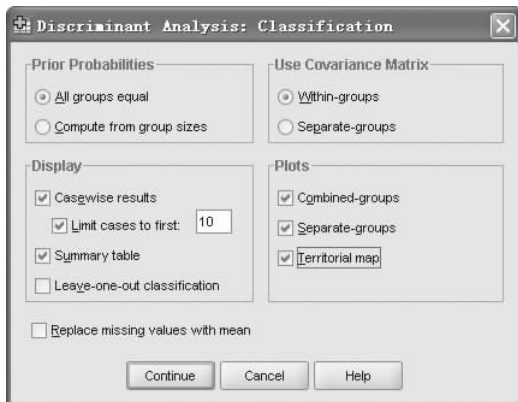 Discriminant Analysis: Classification
Prior Probabilities
All groups equal
Compute from group sizes
Use Covariance Matrix
Within-groups
Separate-groups
Display
Casewise results
Limit cases to first: 10
Summary table
Leave-one-out classification
Plots
Combined-groups
Separate-groups
Territorial map
Replace missing values with mean
Continue Cancel Help